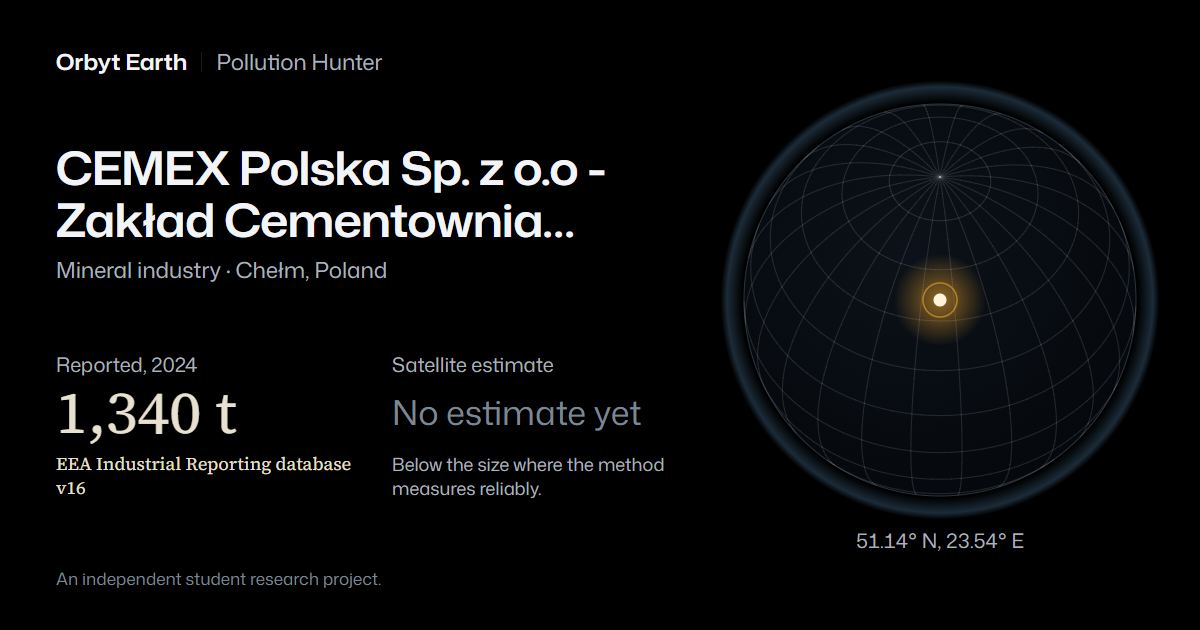 Orbyt Earth | Pollution Hunter
CEMEX Polska Sp. z o.o -
Zakład Cementownia...
Mineral industry · Chełm, Poland
Reported, 2024
1,340 t
EEA Industrial Reporting database
v16
Satellite estimate
No estimate yet
Below the size where the method
measures reliably.
51.14° N, 23.54° E
An independent student research project.